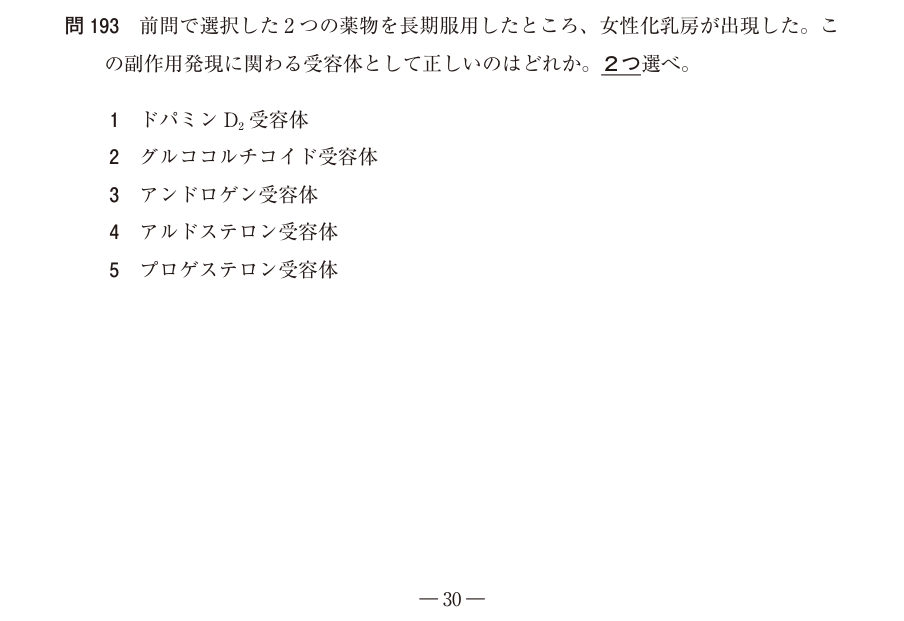 問 193 前問で選択した２つの薬物を長期服用したところ、女性化乳房が出現した。こ
の副作用発現に関わる受容体として正しいのはどれか。２つ選べ。
1 ドパミン D₂ 受容体
2 グルココルチコイド受容体
3 アンドロゲン受容体
4 アルドステロン受容体
5 プロゲステロン受容体
— 30 —